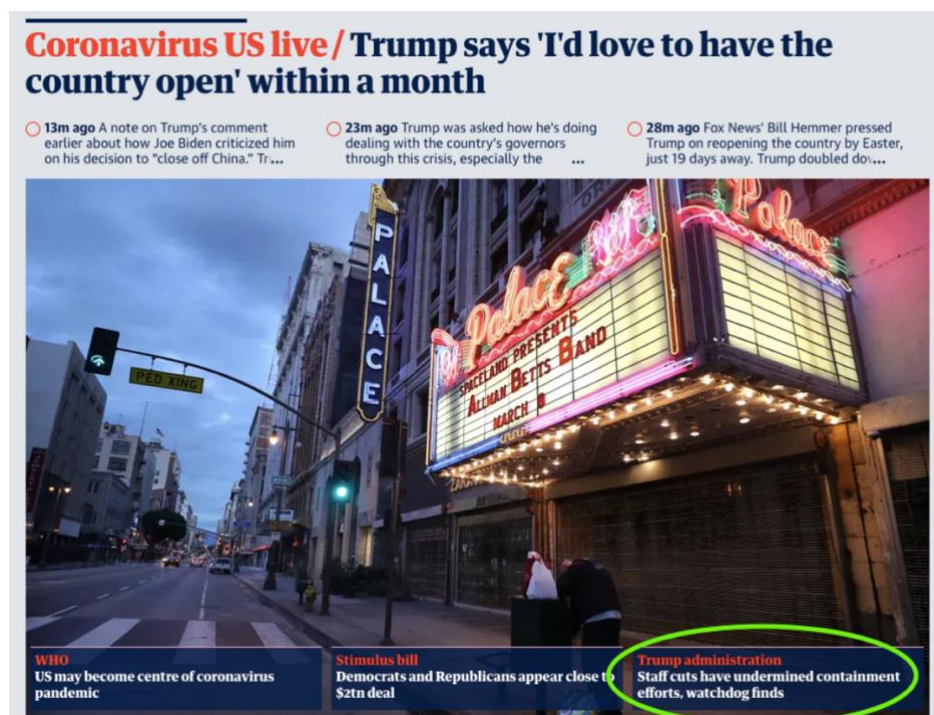 Coronavirus US live / Trump says 'I'd love to have the
country open' within a month
13m ago A note on Trump's comment
earlier about how Joe Biden criticized him
on his decision to "close off China." Tr...
23m ago Trump was asked how he's doing
dealing with the country's governors
through this crisis, especially the ...
28m ago Fox News' Bill Hemmer pressed
Trump on reopening the country by Easter,
just 19 days away. Trump doubled do...
PALACE
PED XING
Palace
Palace
SPACELAND PRESENTS
ALLMAN BETTS BAND
MARCH
WHO
US may become centre of coronavirus
pandemic
Stimulus bill
Democrats and Republicans appear close to
$2tn deal
Trump administration
Staff cuts have undermined containment
efforts, watchdog finds